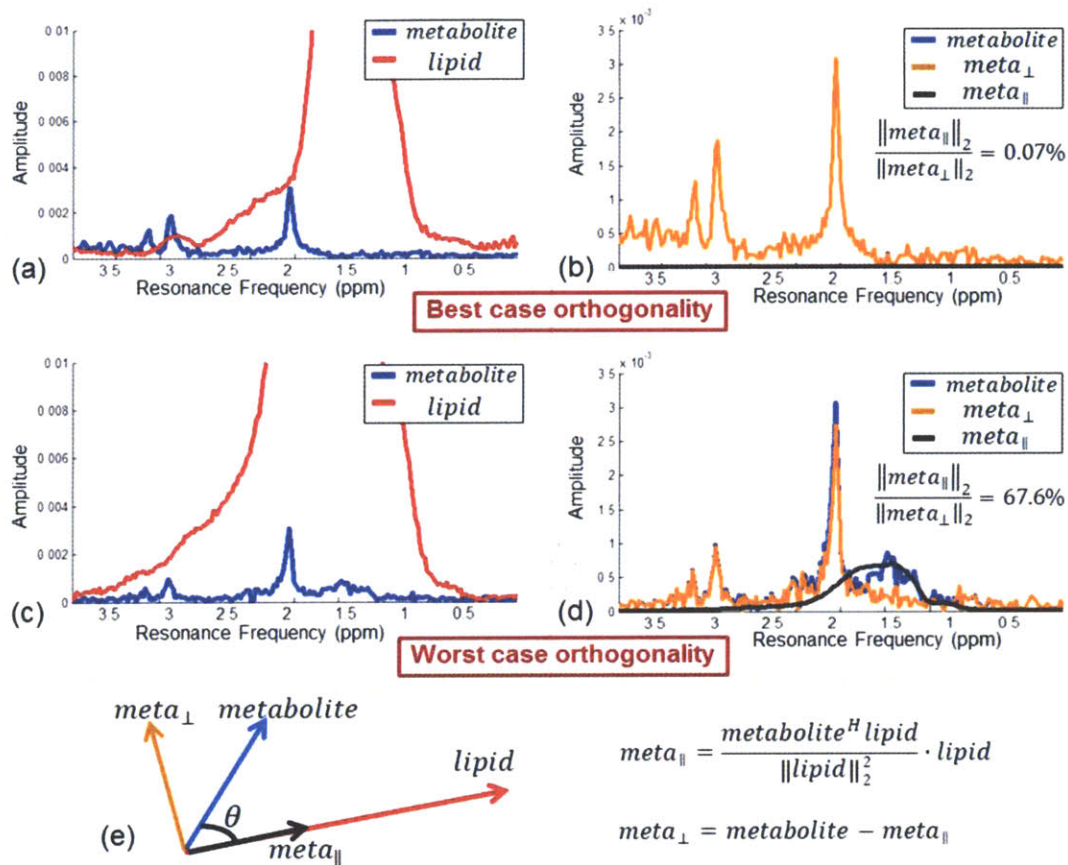 0 01
0.008
0.006
0.004
0 002
0
Amplitude
metabolite
lipid
3 5
3
2 5
2
1 5
1
0 5
Resonance Frequency (ppm)
(a)
× 10⁻³
3 5
3
2 5
2
1 5
1
0 5
0
Amplitude
metabolite
meta⊥
meta∥
‖meta∥‖₂ / ‖meta⊥‖₂ = 0.07%
3 5
3
2 5
2
1 5
1
0 5
Resonance Frequency (ppm)
(b)
Best case orthogonality
0 01
0.008
0.006
0.004
0 002
0
Amplitude
metabolite
lipid
3 5
3
2 5
2
1 5
1
0 5
Resonance Frequency (ppm)
(c)
× 10⁻³
3 5
3
2 5
2
1 5
1
0 5
0
Amplitude
metabolite
meta⊥
meta∥
‖meta∥‖₂ / ‖meta⊥‖₂ = 67.6%
3 5
3
2 5
2
1 5
1
0 5
Resonance Frequency (ppm)
(d)
Worst case orthogonality
meta⊥ metabolite
lipid
θ
meta∥
(e)
meta∥ = metaboliteᴴ lipid / ‖lipid‖₂² · lipid
meta⊥ = metabolite − meta∥